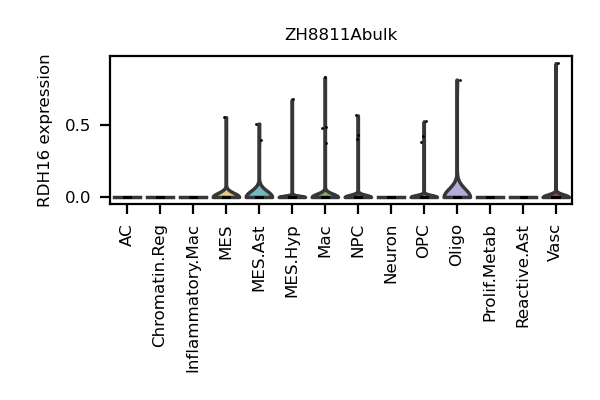 ZH8811Abulk
RDH16 expression
0.5
0.0
AC
Chromatin.Reg
Inflammatory.Mac
MES
MES.Ast
MES.Hyp
Mac
NPC
Neuron
OPC
Oligo
Prolif.Metab
Reactive.Ast
Vasc